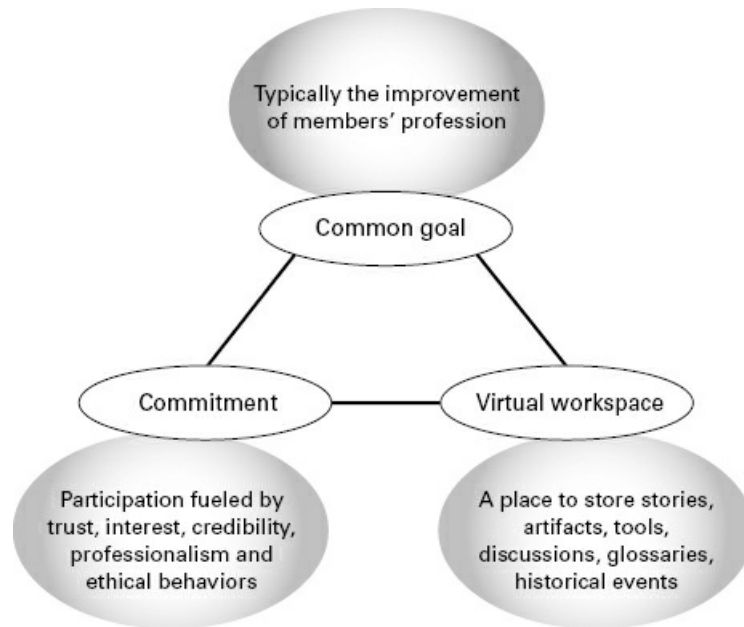 Typically the improvement
of members’ profession
Common goal
Commitment
Virtual workspace
Participation fueled by
trust, interest, credibility,
professionalism and
ethical behaviors
A place to store stories,
artifacts, tools,
discussions, glossaries,
historical events